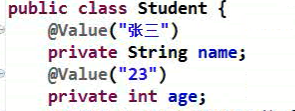 public class Student {
@Value("张三")
private String name;
@Value("23")
private int age;